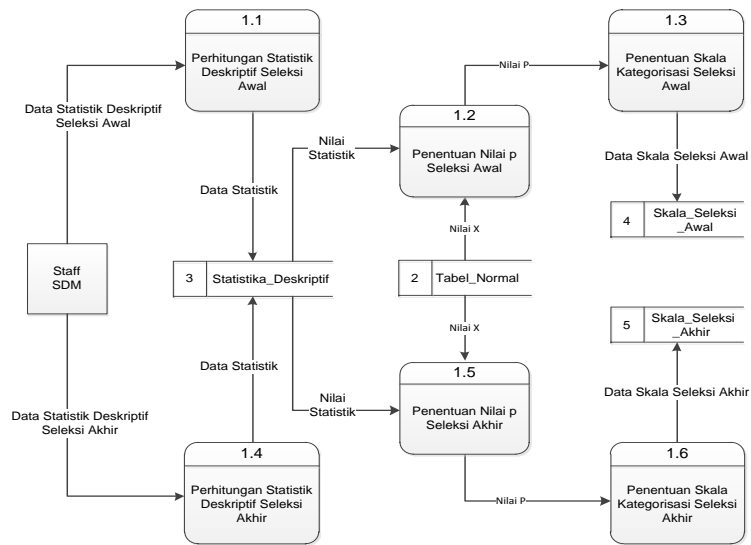 1.1
Perhitungan Statistik
Deskriptif Seleksi
Awal
1.3
Penentuan Skala
Kategorisasi Seleksi
Awal
Nilai P
Data Statistik Deskriptif
Seleksi Awal
1.2
Penentuan Nilai p
Seleksi Awal
Nilai
Statistik
Data Statistik
Data Skala Seleksi Awal
4
Skala_Seleksi
_Awal
Nilai X
Staff
SDM
3
Statistika_Deskriptif
2
Tabel_Normal
5
Skala_Seleksi
_Akhir
Nilai X
Data Statistik
1.5
Penentuan Nilai p
Seleksi Akhir
Nilai
Statistik
Data Skala Seleksi Akhir
Data Statistik Deskriptif
Seleksi Akhir
1.4
Perhitungan Statistik
Deskriptif Seleksi
Akhir
Nilai P
1.6
Penentuan Skala
Kategorisasi Seleksi
Akhir